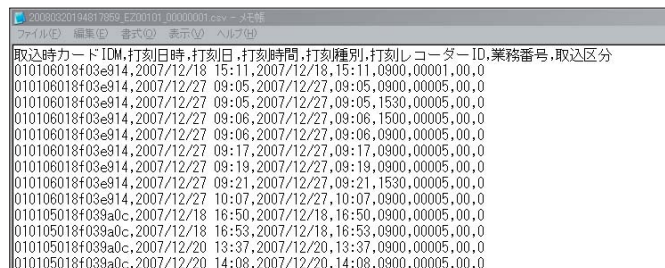 20080320194817059_EZ00101_00000001.csv - メモ帳
ファイル(F) 編集(E) 書式(O) 表示(V) ヘルプ(H)
取込時カードIDM,打刻日時,打刻日,打刻時間,打刻種別,打刻レコーダーID,業務番号,取込区分
010106018f03e914,2007/12/18 15:11,2007/12/18,15:11,0900,00001,00,0
010106018f03e914,2007/12/27 09:05,2007/12/27,09:05,0900,00005,00,0
010106018f03e914,2007/12/27 09:05,2007/12/27,09:05,1530,00005,00,0
010106018f03e914,2007/12/27 09:06,2007/12/27,09:06,1500,00005,00,0
010106018f03e914,2007/12/27 09:06,2007/12/27,09:06,0900,00005,00,0
010106018f03e914,2007/12/27 09:17,2007/12/27,09:17,0900,00005,00,0
010106018f03e914,2007/12/27 09:19,2007/12/27,09:19,0900,00005,00,0
010106018f03e914,2007/12/27 09:21,2007/12/27,09:21,1530,00005,00,0
010106018f03e914,2007/12/27 10:07,2007/12/27,10:07,0900,00005,00,0
010105018f039a0c,2007/12/18 16:50,2007/12/18,16:50,0900,00005,00,0
010105018f039a0c,2007/12/18 16:53,2007/12/18,16:53,0900,00005,00,0
010105018f039a0c,2007/12/20 13:37,2007/12/20,13:37,0900,00005,00,0
010105018f039a0c,2007/12/20 14:08,2007/12/20,14:08,0900,00005,00,0